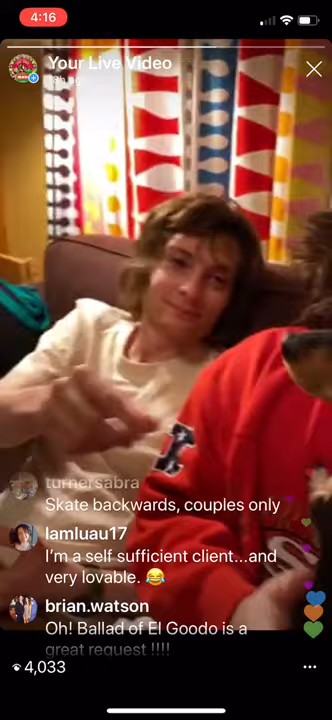 4:16
Your Live Video
turnersabra
Skate backwards, couples only
lamluau17
I'm a self sufficient client...and
very lovable. 😂
brian.watson
Oh! Ballad of El Goodo is a
great request !!!!
4,033